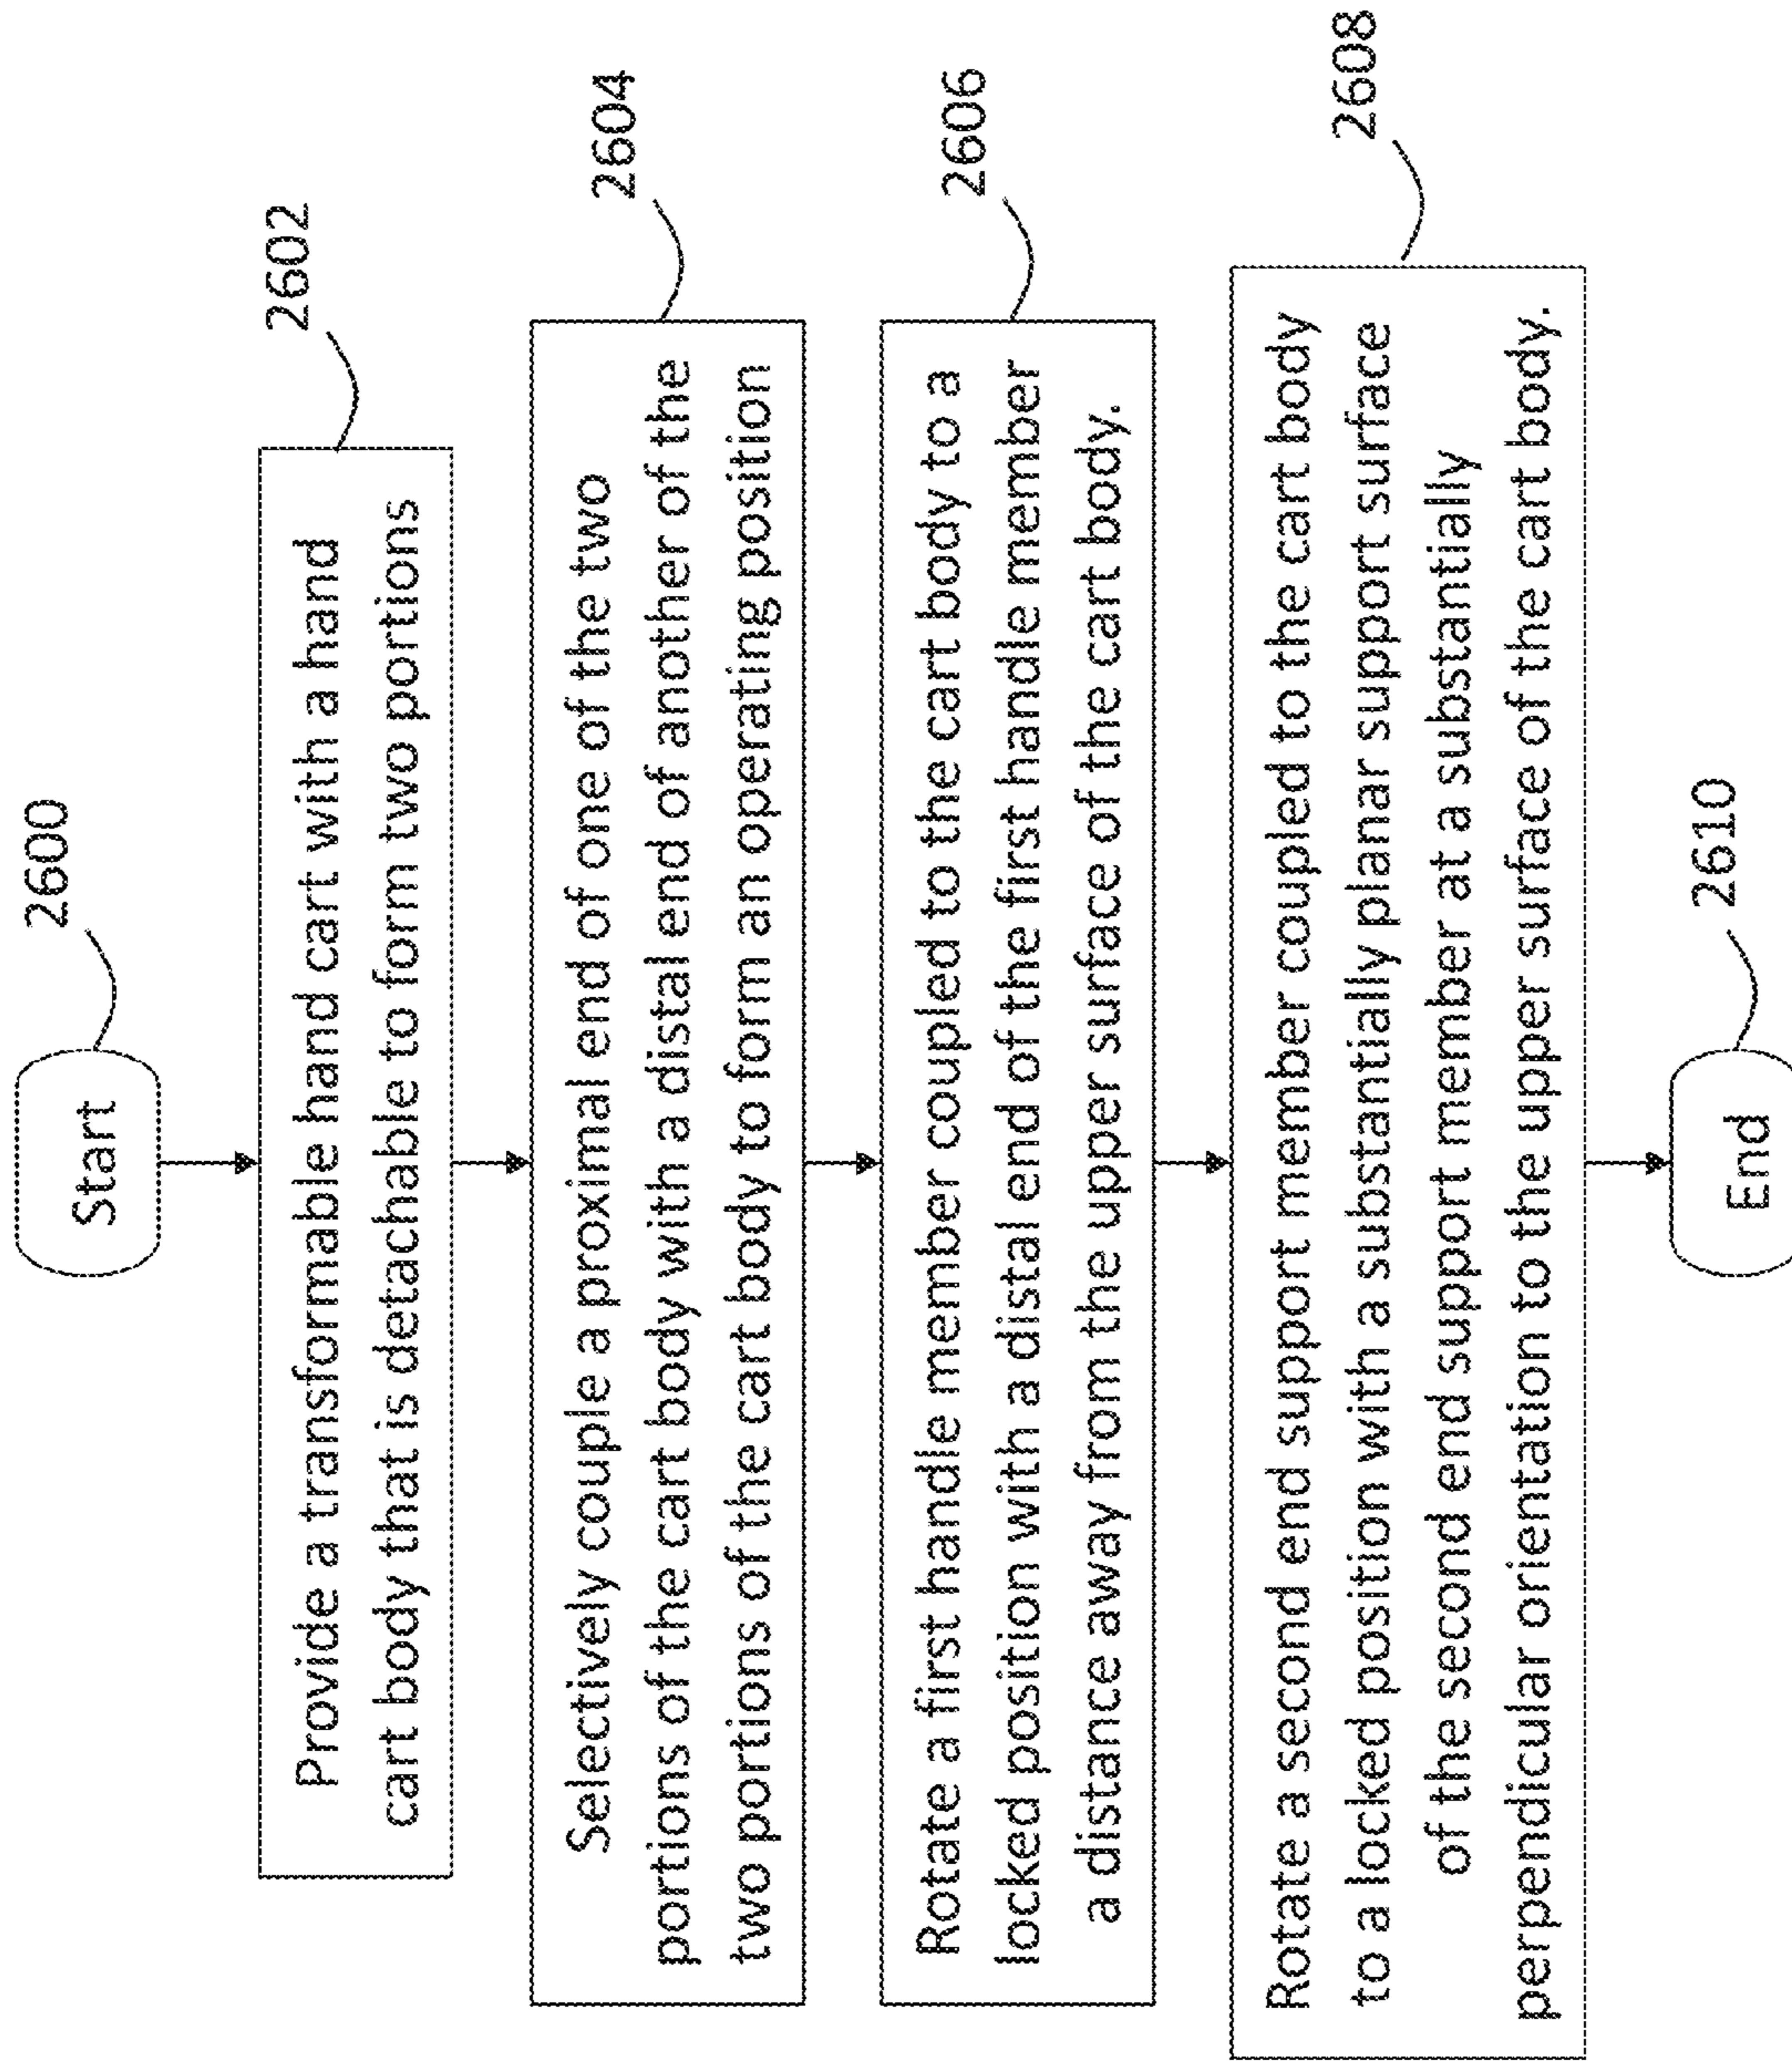 Start
2600
Provide a transformable hand cart with a hand
cart body that is detachable to form two portions
2602
Selectively couple a proximal end of one of the two
portions of the cart body with a distal end of another of the
two portions of the cart body to form an operating position
2604
Rotate a first handle member coupled to the cart body to a
locked position with a distal end of the first handle member
a distance away from the upper surface of the cart body.
2606
Rotate a second end support member coupled to the cart body
to a locked position with a substantially planar support surface
of the second end support member at a substantially
perpendicular orientation to the upper surface of the cart body.
2608
End
2610